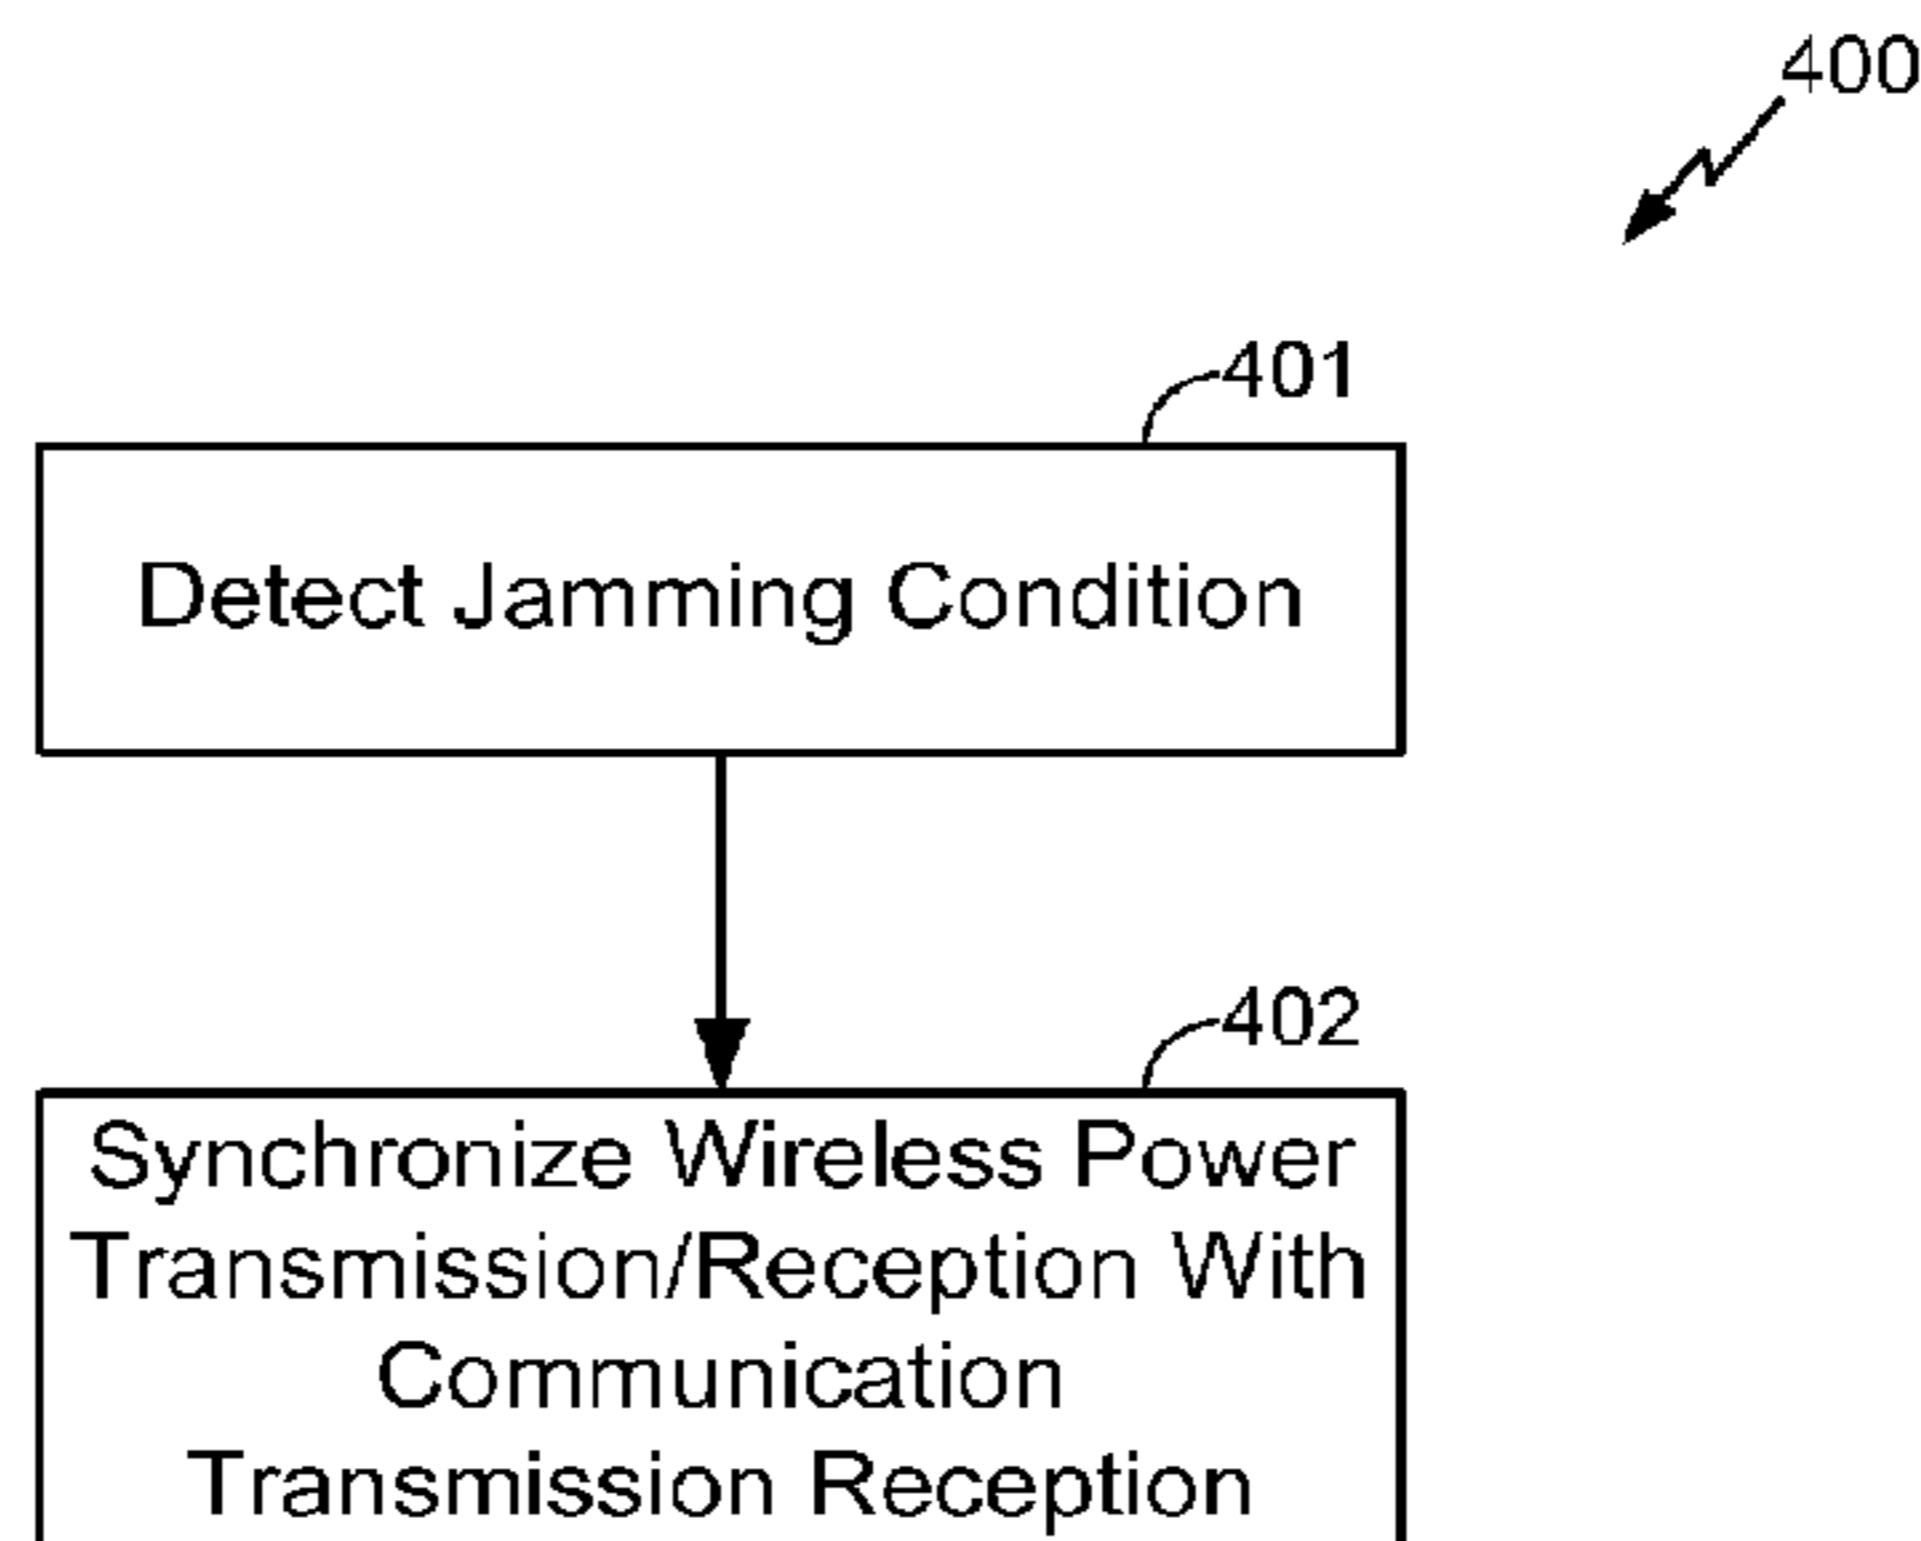 400
401
Detect Jamming Condition
402
Synchronize Wireless Power
Transmission/Reception With
Communication
Transmission Reception